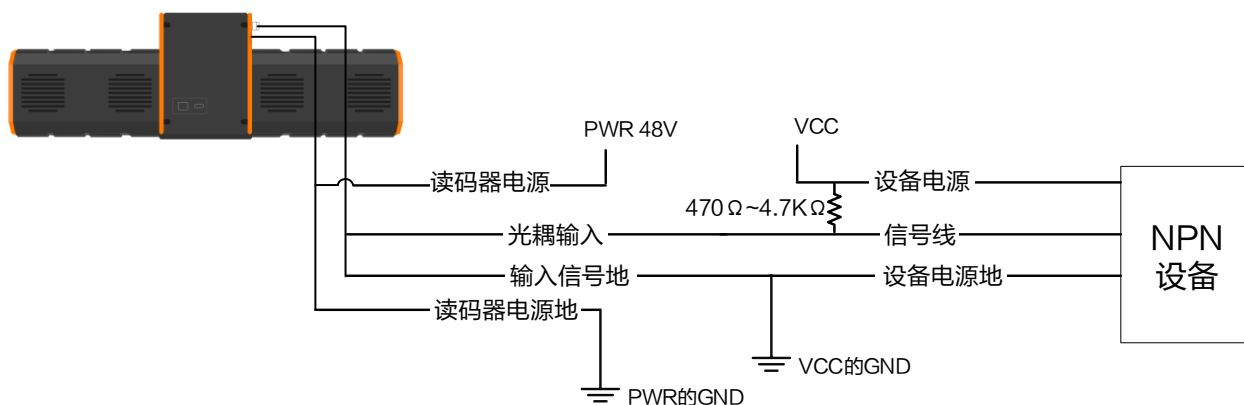 PWR 48V
VCC
读码器电源
设备电源
470Ω~4.7KΩ
光耦输入
信号线
NPN
设备
输入信号地
设备电源地
读码器电源地
VCC的GND
PWR的GND